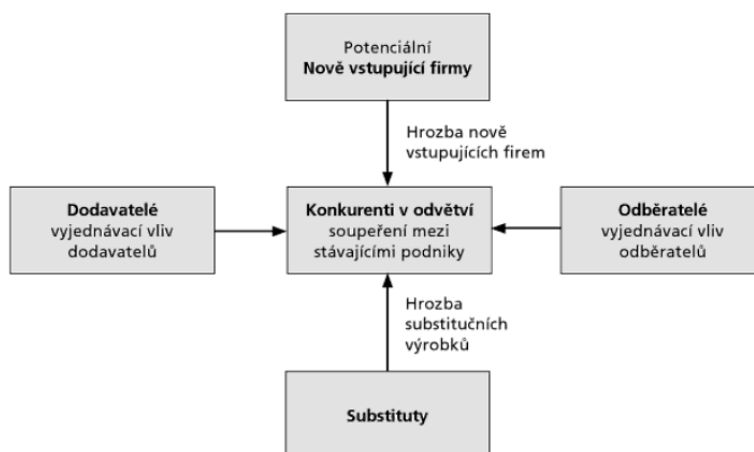 Potenciální
Nově vstupující firmy
Hrozba nově
vstupujících firem
Dodavatelé
vyjednávací vliv
dodavatelů
Konkurenti v odvětví
soupeření mezi
stávajícími podniky
Odběratelé
vyjednávací vliv
odběratelů
Hrozba
substitučních
výrobků
Substituty